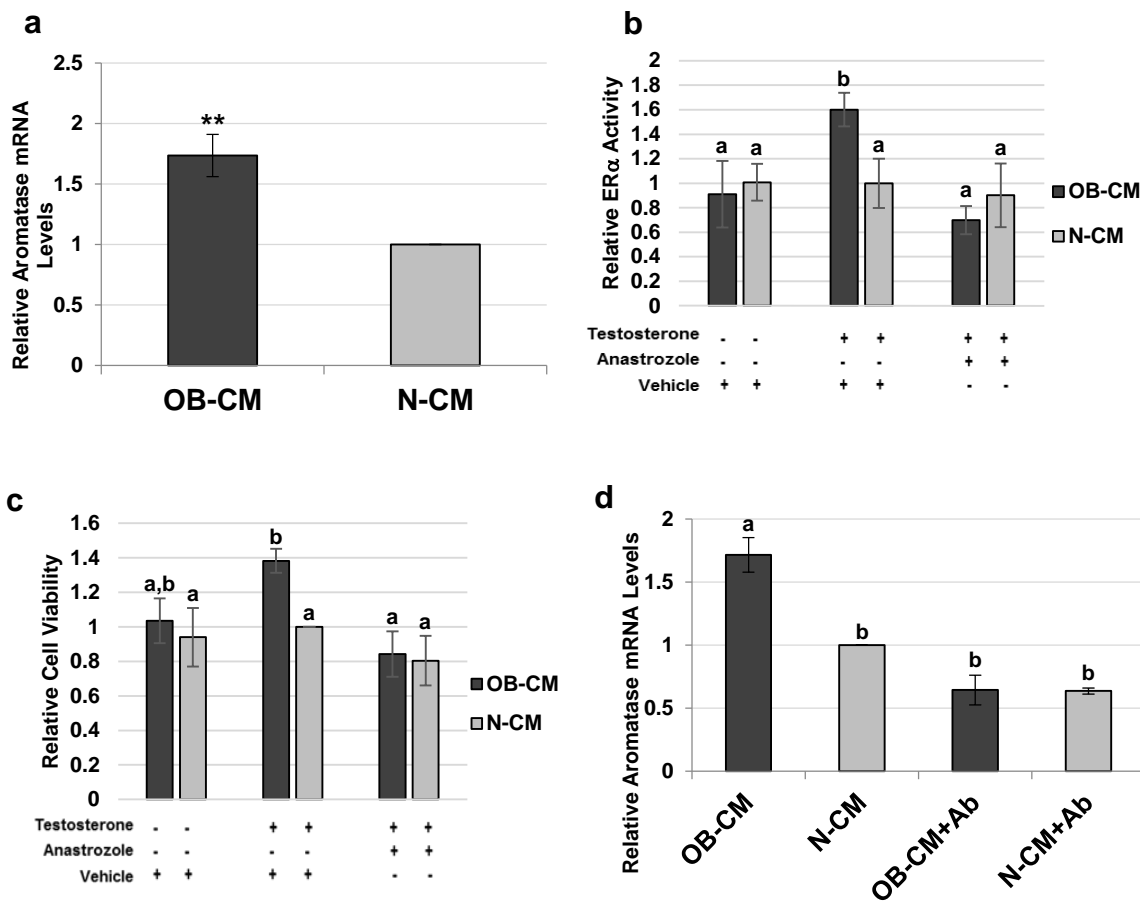 a
2.5
2
1.5
1
0.5
0
Relative Aromatase mRNA
Levels
**
OB-CM
N-CM
b
2
1.8
1.6
1.4
1.2
1
0.8
0.6
0.4
0.2
0
Relative ERα Activity
a a b a a a
OB-CM
N-CM
Testosterone - - + + + +
Anastrozole - - - - + +
Vehicle + + + + - -
c
1.6
1.4
1.2
1
0.8
0.6
0.4
0.2
0
Relative Cell Viability
a,b a b a a a
OB-CM
N-CM
Testosterone - - + + + +
Anastrozole - - - - + +
Vehicle + + + + - -
d
2
1.5
1
0.5
0
Relative Aromatase mRNA Levels
a b b b
OB-CM
N-CM
OB-CM+Ab
N-CM+Ab